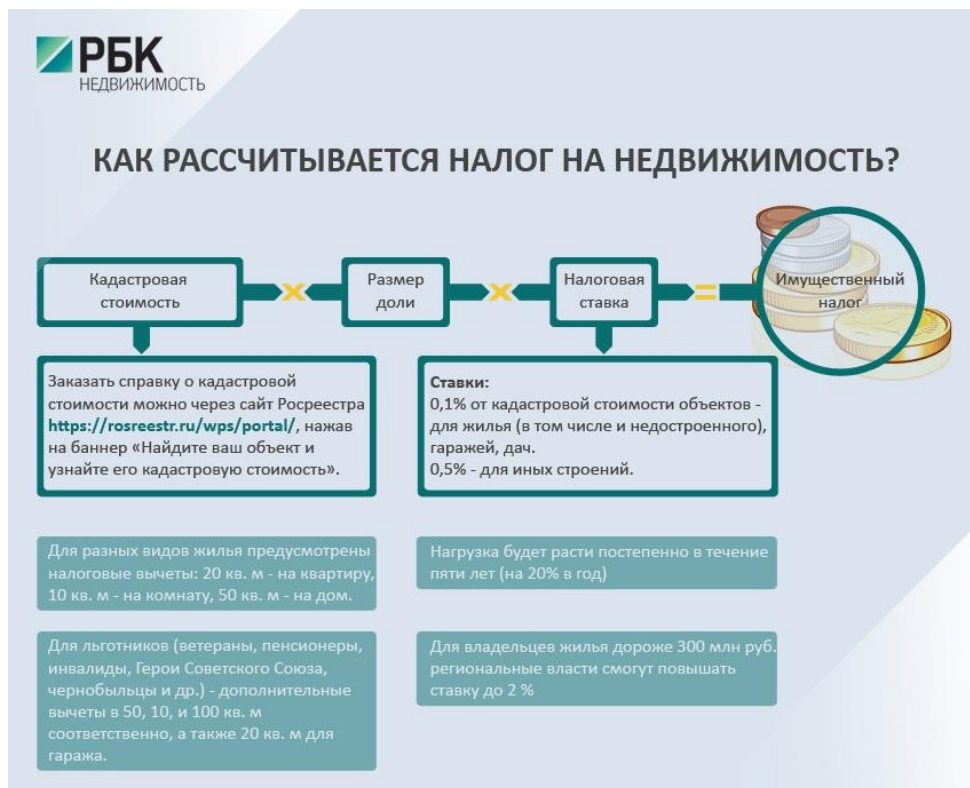 РБК
НЕДВИЖИМОСТЬ
КАК РАССЧИТЫВАЕТСЯ НАЛОГ НА НЕДВИЖИМОСТЬ?
Кадастровая
стоимость
×
Размер
доли
×
Налоговая
ставка
=
Имущественный
налог
Заказать справку о кадастровой
стоимости можно через сайт Росреестра
https://rosreestr.ru/wps/portal/, нажав
на баннер «Найдите ваш объект и
узнайте его кадастровую стоимость».
Ставки:
0,1% от кадастровой стоимости объектов -
для жилья (в том числе и недостроенного),
гаражей, дач.
0,5% - для иных строений.
Для разных видов жилья предусмотрены
налоговые вычеты: 20 кв. м - на квартиру,
10 кв. м - на комнату, 50 кв. м - на дом.
Нагрузка будет расти постепенно в течение
пяти лет (на 20% в год)
Для льготников (ветераны, пенсионеры,
инвалиды, Герои Советского Союза,
чернобыльцы и др.) - дополнительные
вычеты в 50, 10, и 100 кв. м
соответственно, а также 20 кв. м для
гаража.
Для владельцев жилья дороже 300 млн руб.
региональные власти смогут повышать
ставку до 2 %